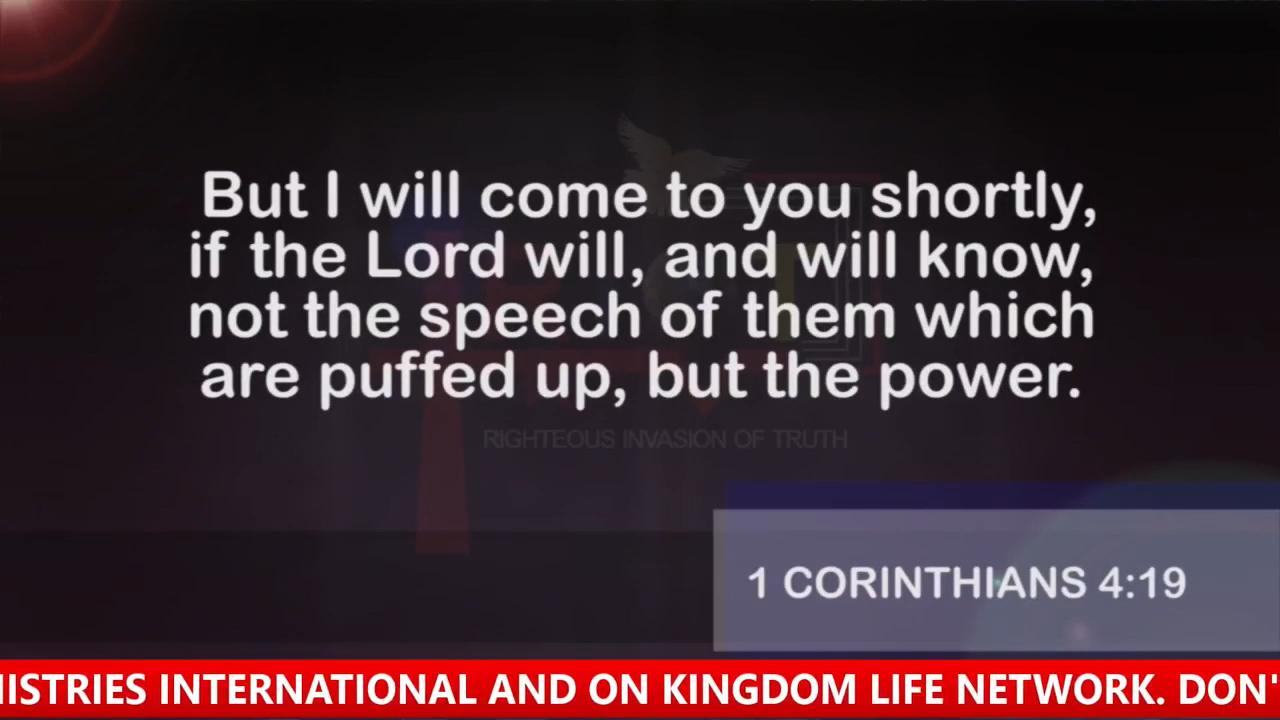 But I will come to you shortly,
if the Lord will, and will know,
not the speech of them which
are puffed up, but the power.
RIGHTEOUS INVASION OF TRUTH
1 CORINTHIANS 4:19
NISTRIES INTERNATIONAL AND ON KINGDOM LIFE NETWORK. DON'